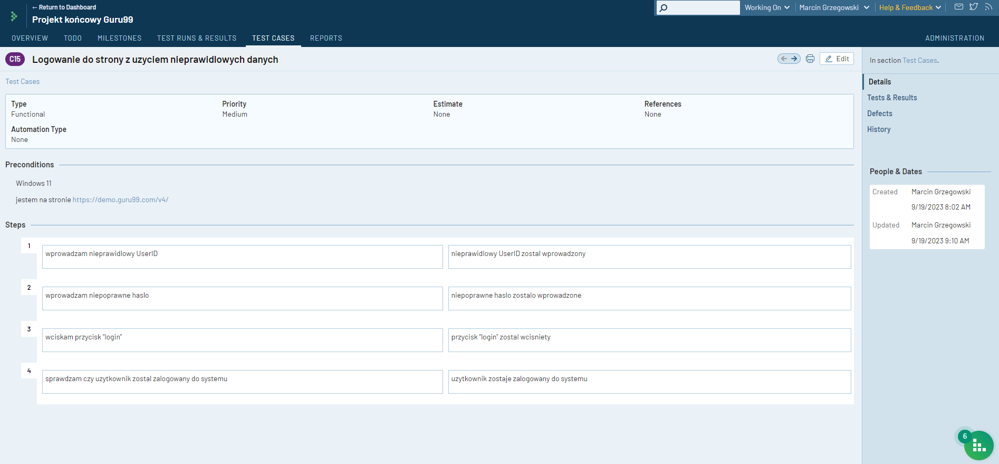 ← Return to Dashboard
Projekt końcowy Guru99
Working On
Marcin Grzegowski
Help & Feedback
OVERVIEW TODO MILESTONES TEST RUNS & RESULTS TEST CASES REPORTS ADMINISTRATION
C15 Logowanie do strony z uzyciem nieprawidlowych danych
Edit
Test Cases
Type Priority Estimate References
Functional Medium None None
Automation Type
None
Preconditions
Windows 11
jestem na stronie https://demo.guru99.com/v4/
Steps
1
wprowadzam nieprawidlowy UserID
nieprawidlowy UserID zostal wprowadzony
2
wprowadzam niepoprawne haslo
niepoprawne haslo zostalo wprowadzone
3
wciskam przycisk "login"
przycisk "login" zostal wcisniety
4
sprawdzam czy uzytkownik zostal zalogowany do systemu
uzytkownik zostaje zalogowany do systemu
In section Test Cases.
Details
Tests & Results
Defects
History
People & Dates
Created Marcin Grzegowski
9/19/2023 8:02 AM
Updated Marcin Grzegowski
9/19/2023 9:10 AM
6